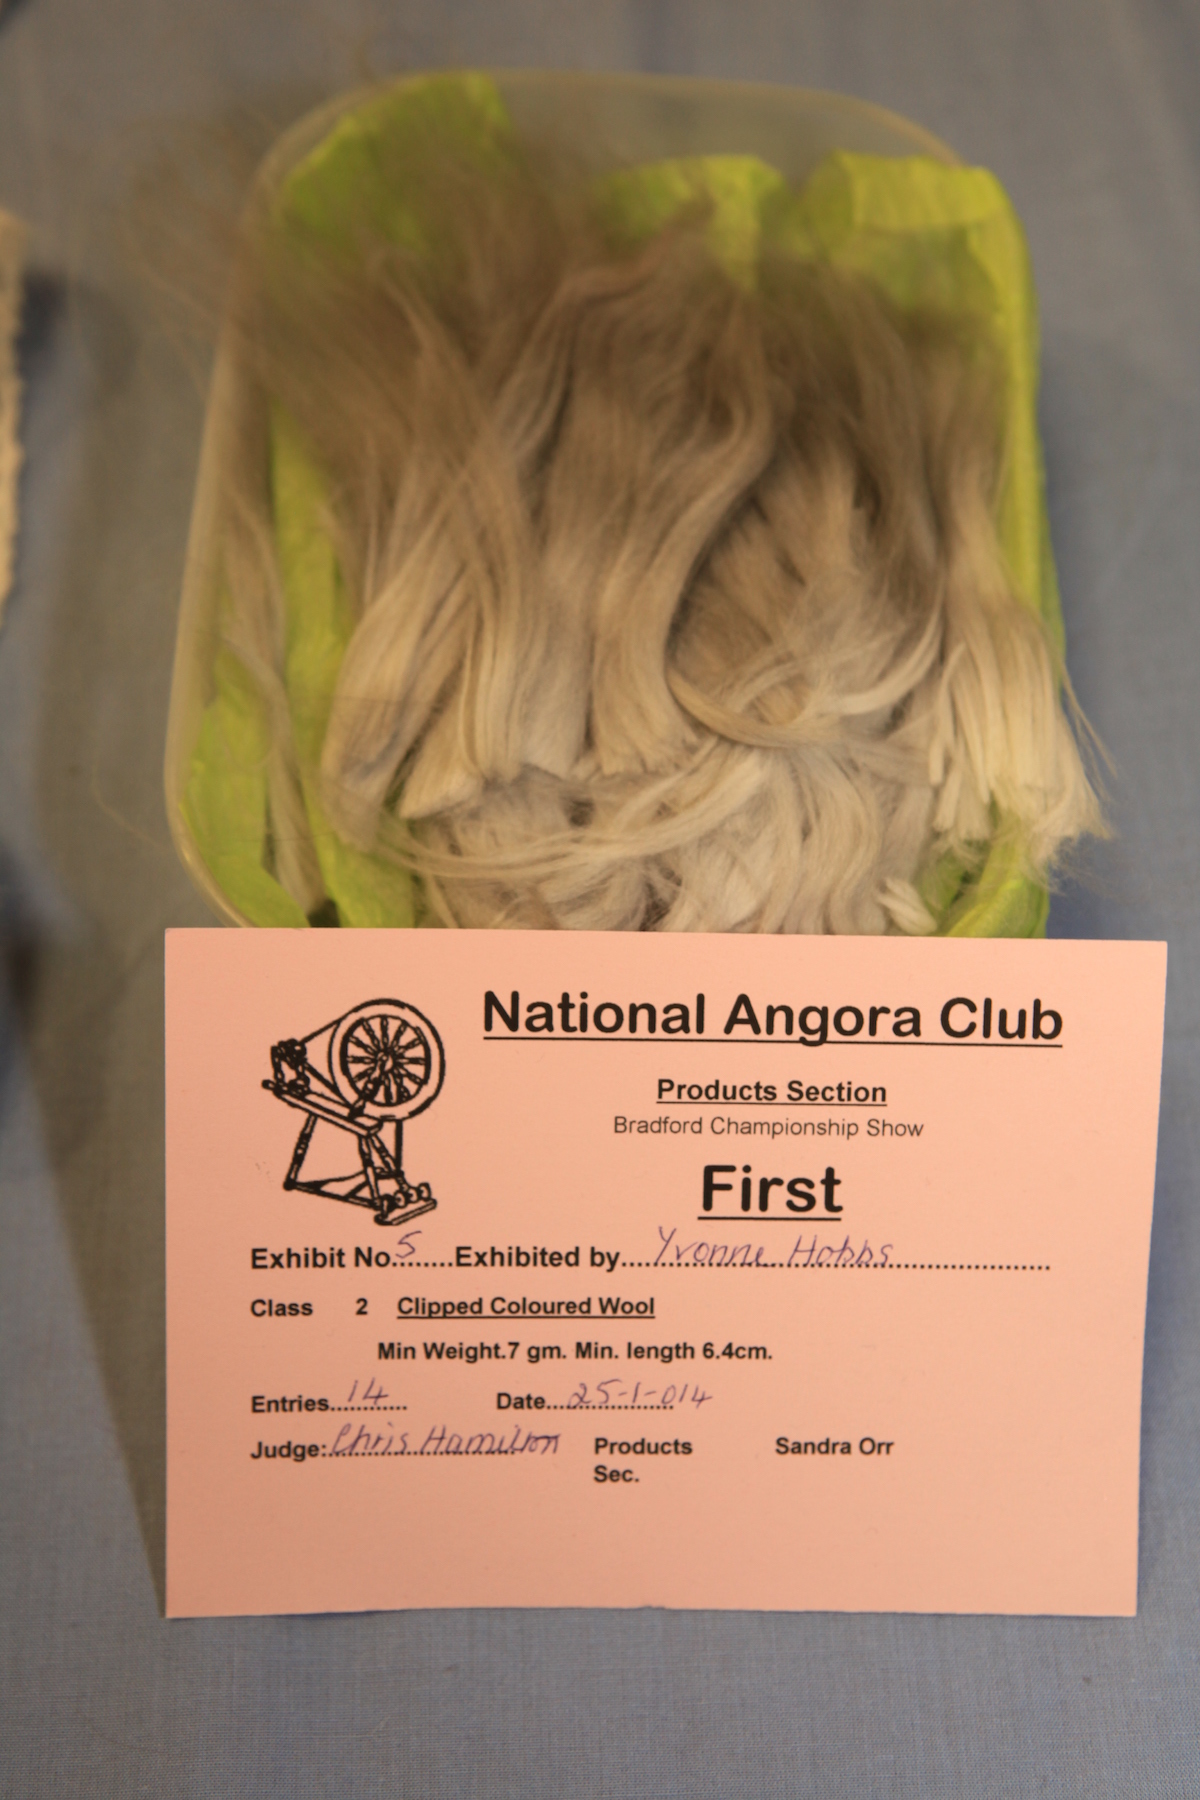 National Angora Club
Products Section
Bradford Championship Show
First
Exhibit No.5......Exhibited by....Yvonne Hobbs..................
Class 2 Clipped Coloured Wool
Min Weight.7 gm. Min. length 6.4cm.
Entries..14...... Date...25-1-014
Judge:.Chris Hamilton Products Sandra Orr
Sec.